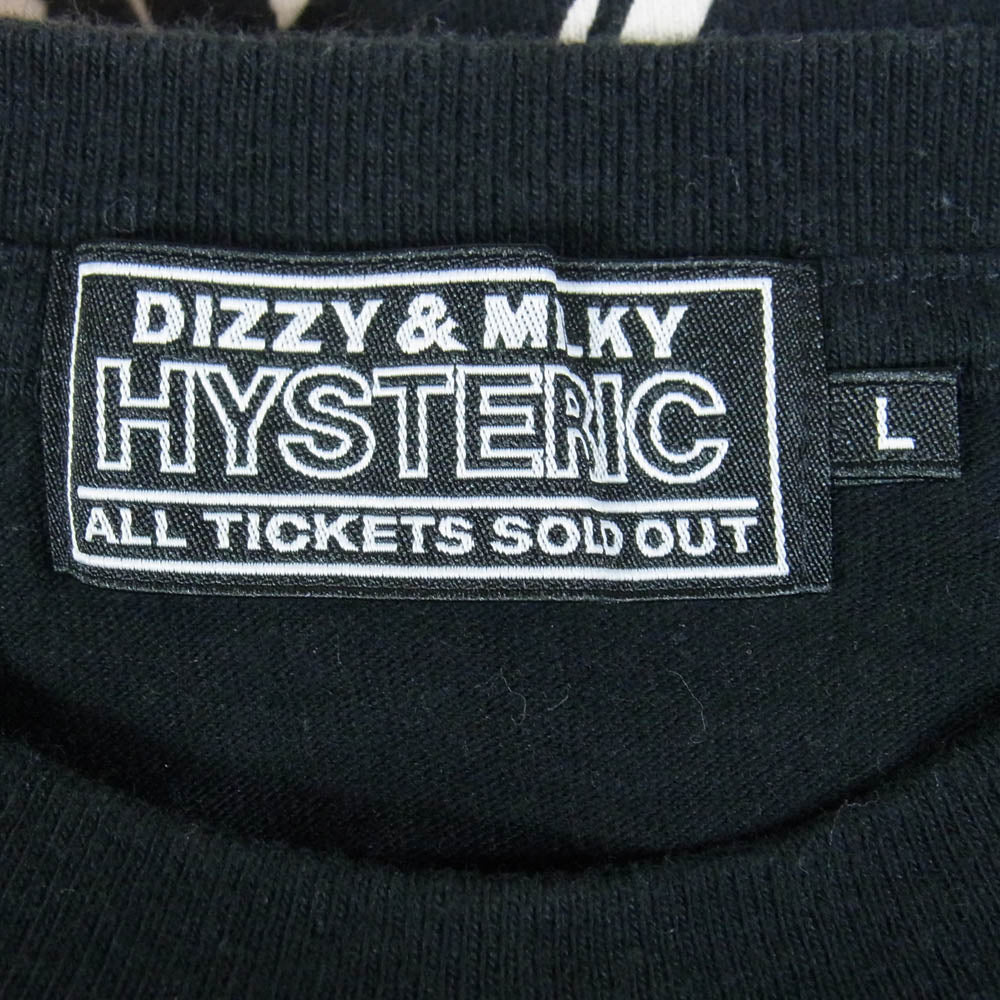 DIZZY & MILKY
HYSTERIC
ALL TICKETS SOLD OUT
L